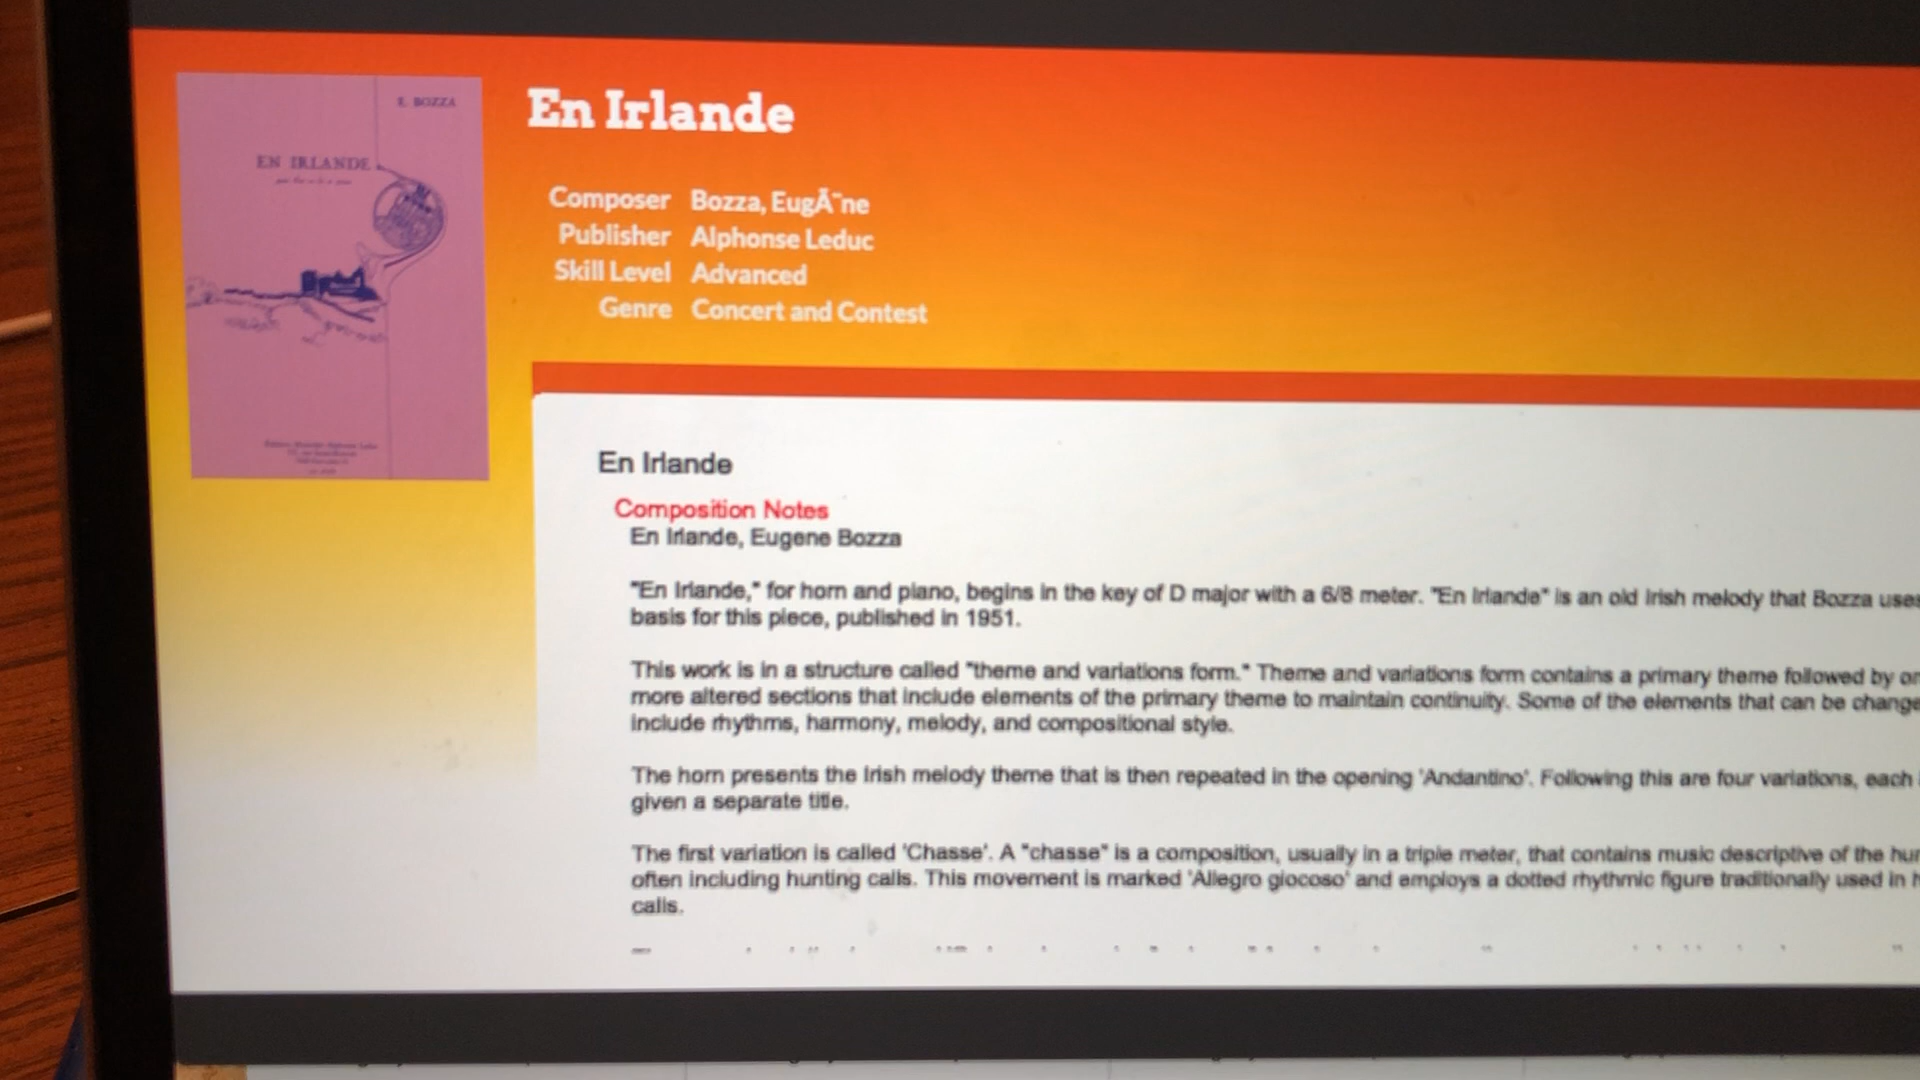 E. BOZZA
EN IRLANDE
En Irlande
Composer Bozza, EugÃ¨ne
Publisher Alphonse Leduc
Skill Level Advanced
Genre Concert and Contest
En Irlande
Composition Notes
En Irlande, Eugene Bozza
"En Irlande," for horn and piano, begins in the key of D major with a 6/8 meter. "En Irlande" is an old Irish melody that Bozza uses
basis for this piece, published in 1951.
This work is in a structure called "theme and variations form." Theme and variations form contains a primary theme followed by
more altered sections that include elements of the primary theme to maintain continuity. Some of the elements that can be
include rhythms, harmony, melody, and compositional style.
The horn presents the Irish melody theme that is then repeated in the opening 'Andantino'. Following this are four variations, each
given a separate title.
The first variation is called 'Chasse'. A "chasse" is a composition, usually in a triple meter, that contains music descriptive of the
often including hunting calls. This movement is marked 'Allegro giocoso' and employs a dotted rhythmic figure traditionally used in
calls.